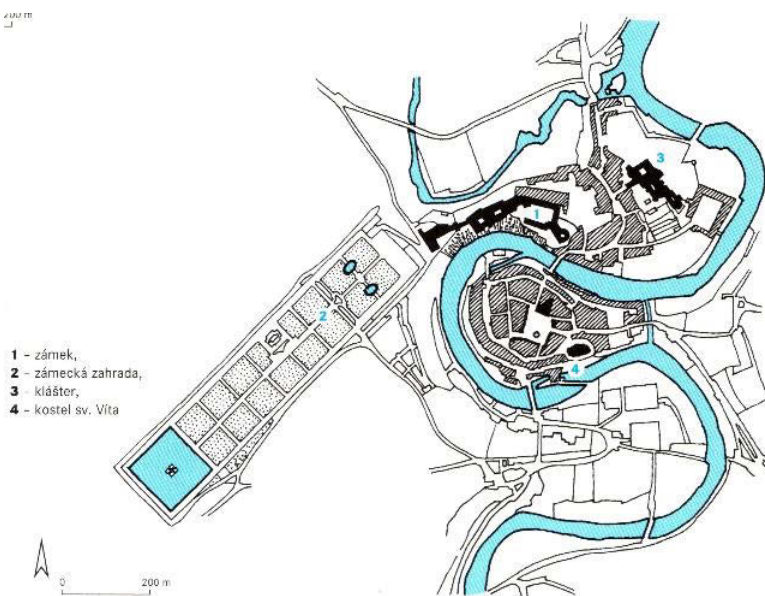 200 m
3
1
2
1 - zámek,
2 - zámecká zahrada,
3 - klášter,
4 - kostel sv. Víta
4
0 200 m